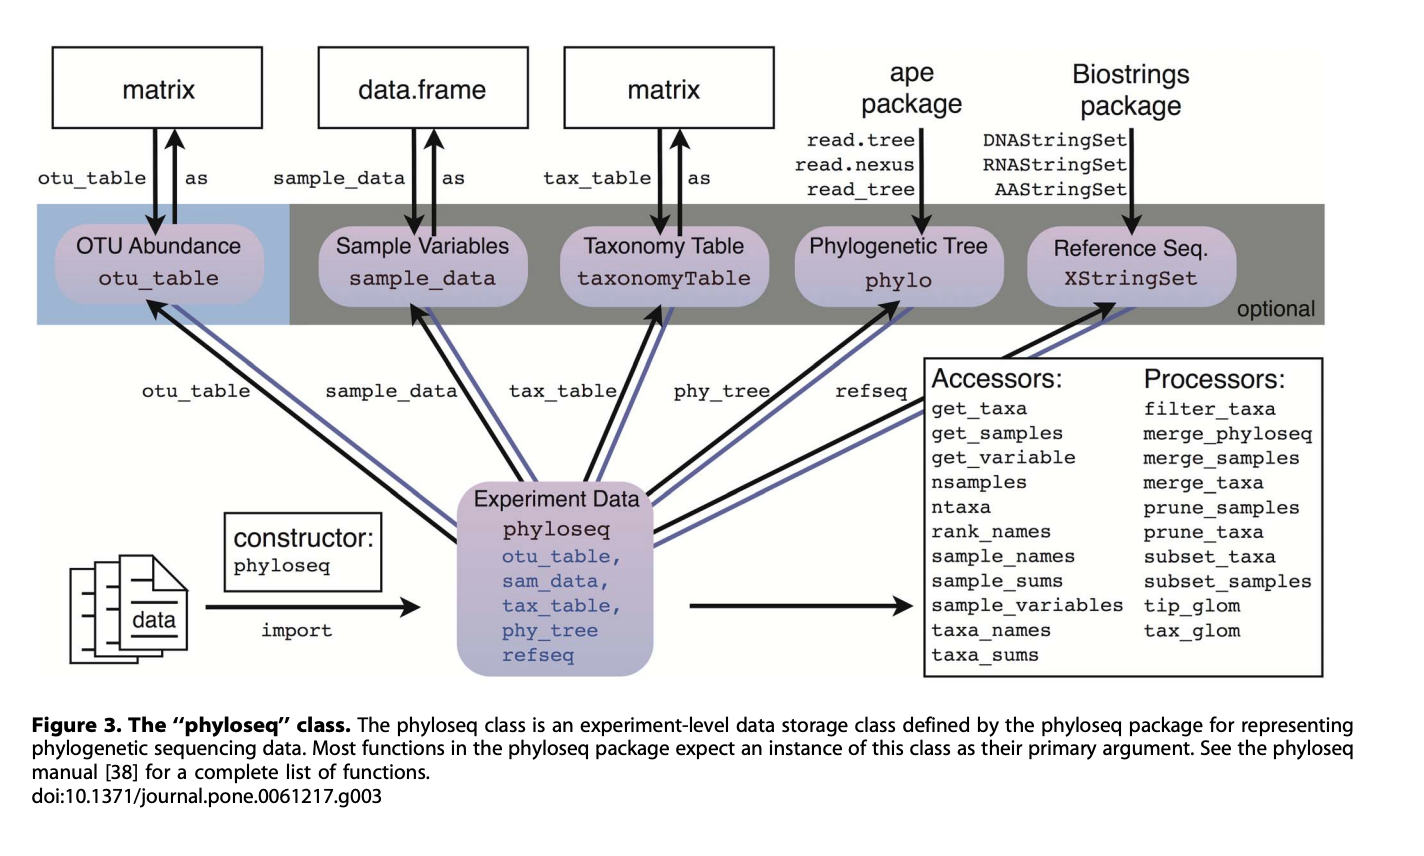 matrix
data.frame
matrix
ape
package
Biostrings
package
otu_table
as
sample_data
as
tax_table
as
read.tree
read.nexus
read_tree
DNAStringSet
RNAStringSet
AAStringSet
OTU Abundance
otu_table
Sample Variables
sample_data
Taxonomy Table
taxonomyTable
Phylogenetic Tree
phylo
Reference Seq.
XStringSet
optional
otu_table
sample_data
tax_table
phy_tree
refseq
data
constructor:
phyloseq
import
Experiment Data
phyloseq
otu_table,
sam_data,
tax_table,
phy_tree
refseq
Accessors:
get_taxa
get_samples
get_variable
nsamples
ntaxa
rank_names
sample_names
sample_sums
sample_variables
taxa_names
taxa_sums
Processors:
filter_taxa
merge_phyloseq
merge_samples
merge_taxa
prune_samples
prune_taxa
subset_taxa
subset_samples
tip_glom
tax_glom
Figure 3. The “phyloseq” class. The phyloseq class is an experiment-level data storage class defined by the phyloseq package for representing
phylogenetic sequencing data. Most functions in the phyloseq package expect an instance of this class as their primary argument. See the phyloseq
manual [38] for a complete list of functions.
doi:10.1371/journal.pone.0061217.g003